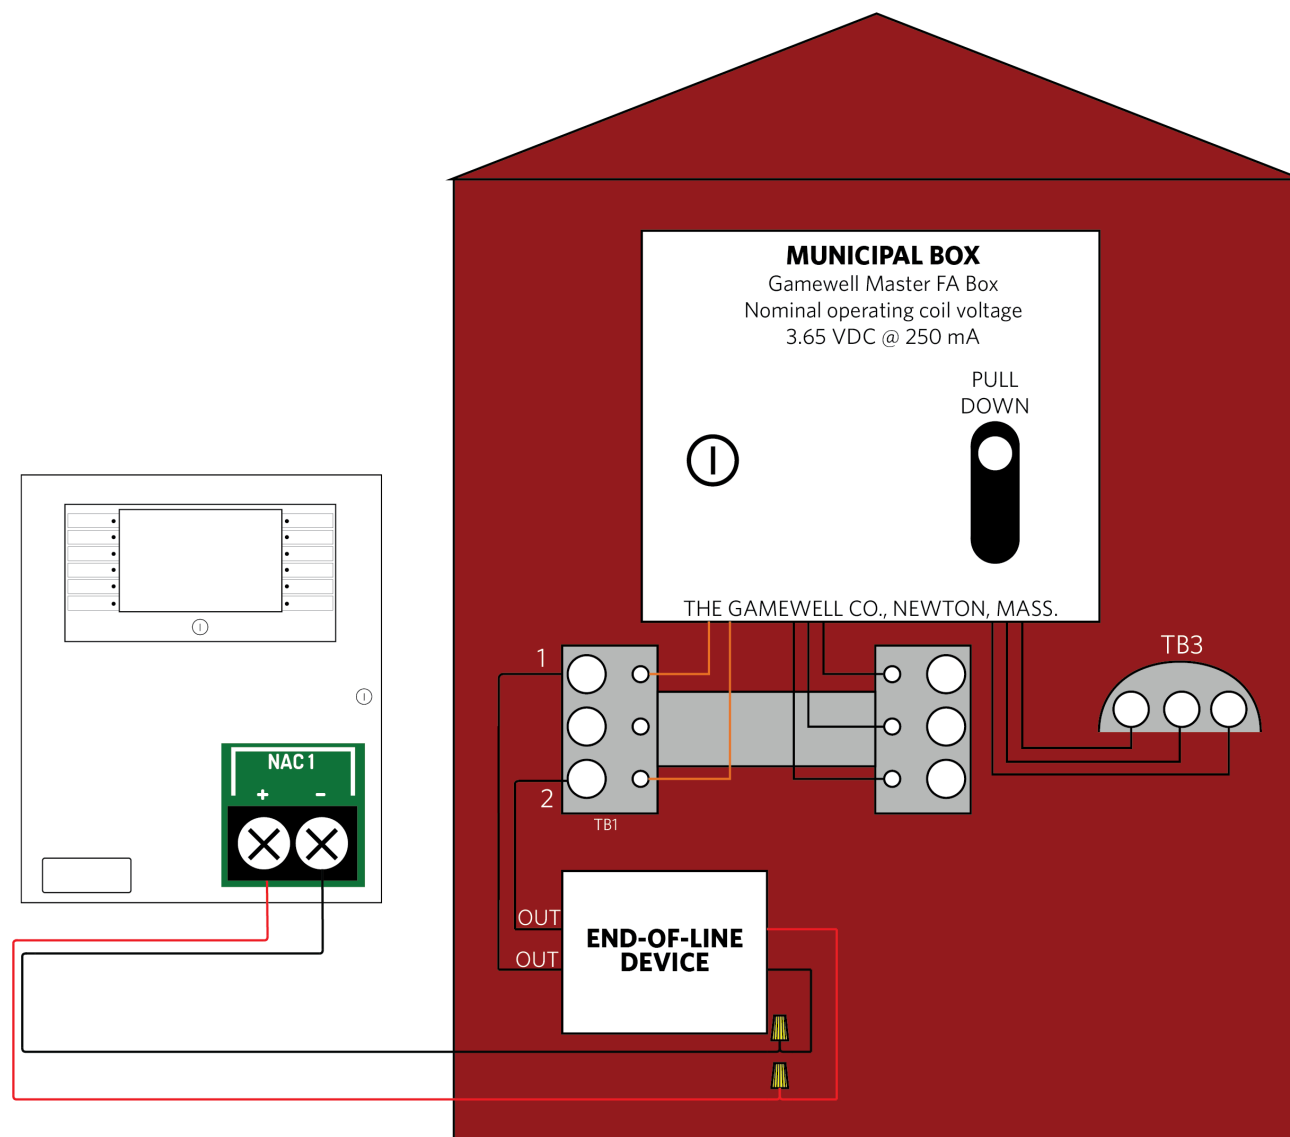 MUNICIPAL BOX
Gamewell Master FA Box
Nominal operating coil voltage
3.65 VDC @ 250 mA
PULL
DOWN
THE GAMEWELL CO., NEWTON, MASS.
1
2
TB1
TB3
NAC 1
+ −
OUT
OUT
END-OF-LINE
DEVICE